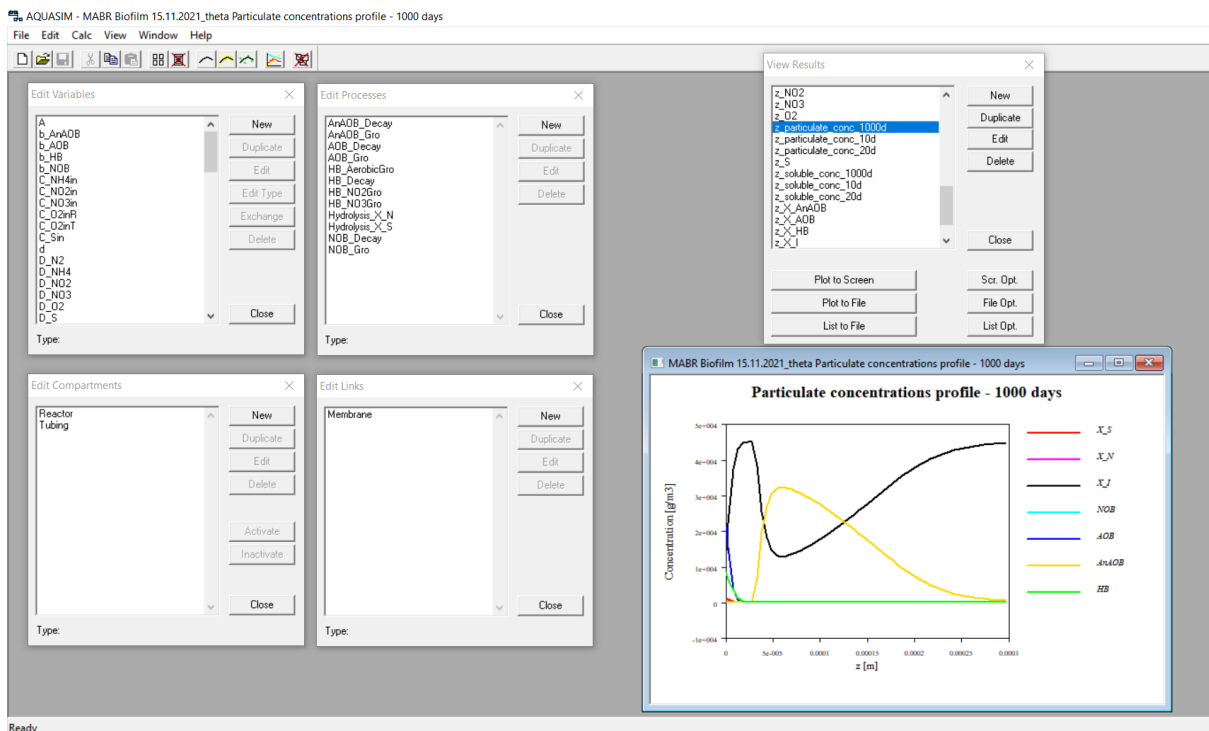 AQUASIM - MABR Biofilm 15.11.2021_theta Particulate concentrations profile - 1000 days
File Edit Calc View Window Help
Edit Variables
A
b_AnAOB
b_AOB
b_HB
b_NOB
C_NH4in
C_NO2in
C_NO3in
C_O2inR
C_O2inT
C_Sin
d
D_N2
D_NH4
D_NO2
D_NO3
D_O2
D_S
New
Duplicate
Edit
Edit Type
Exchange
Delete
Close
Type:
Edit Processes
AnAOB_Decay
AnAOB_Gro
AOB_Decay
AOB_Gro
HB_AerobicGro
HB_Decay
HB_NO2Gro
HB_NO3Gro
Hydrolysis_X_N
Hydrolysis_X_S
NOB_Decay
NOB_Gro
New
Duplicate
Edit
Delete
Close
Type:
View Results
z_NO2
z_NO3
z_O2
z_particulate_conc_1000d
z_particulate_conc_10d
z_particulate_conc_20d
z_S
z_soluble_conc_1000d
z_soluble_conc_10d
z_soluble_conc_20d
z_X_AnAOB
z_X_AOB
z_X_HB
z_X_I
New
Duplicate
Edit
Delete
Close
Plot to Screen
Scr. Opt.
Plot to File
File Opt.
List to File
List Opt.
Edit Compartments
Reactor
Tubing
New
Duplicate
Edit
Delete
Activate
Inactivate
Close
Type:
Edit Links
Membrane
New
Duplicate
Edit
Delete
Close
Type:
MABR Biofilm 15.11.2021_theta Particulate concentrations profile - 1000 days
Particulate concentrations profile - 1000 days
Concentration [g/m3]
5e+004
4e+004
3e+004
2e+004
1e+004
0
-1e+004
0 5e-005 0.0001 0.00015 0.0002 0.00025 0.0003
z [m]
X_S
X_N
X_I
NOB
AOB
AnAOB
HB
Ready